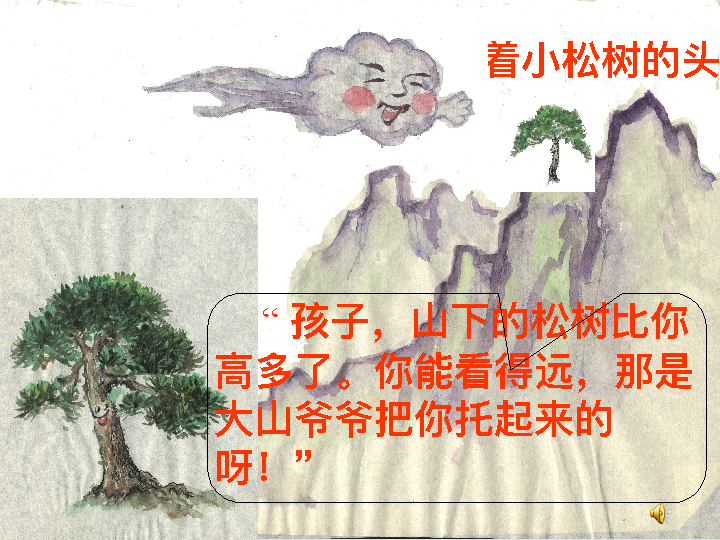 着小松树的头
“孩子，山下的松树比你
高多了。你能看得远，那是
大山爷爷把你托起来的
呀！”